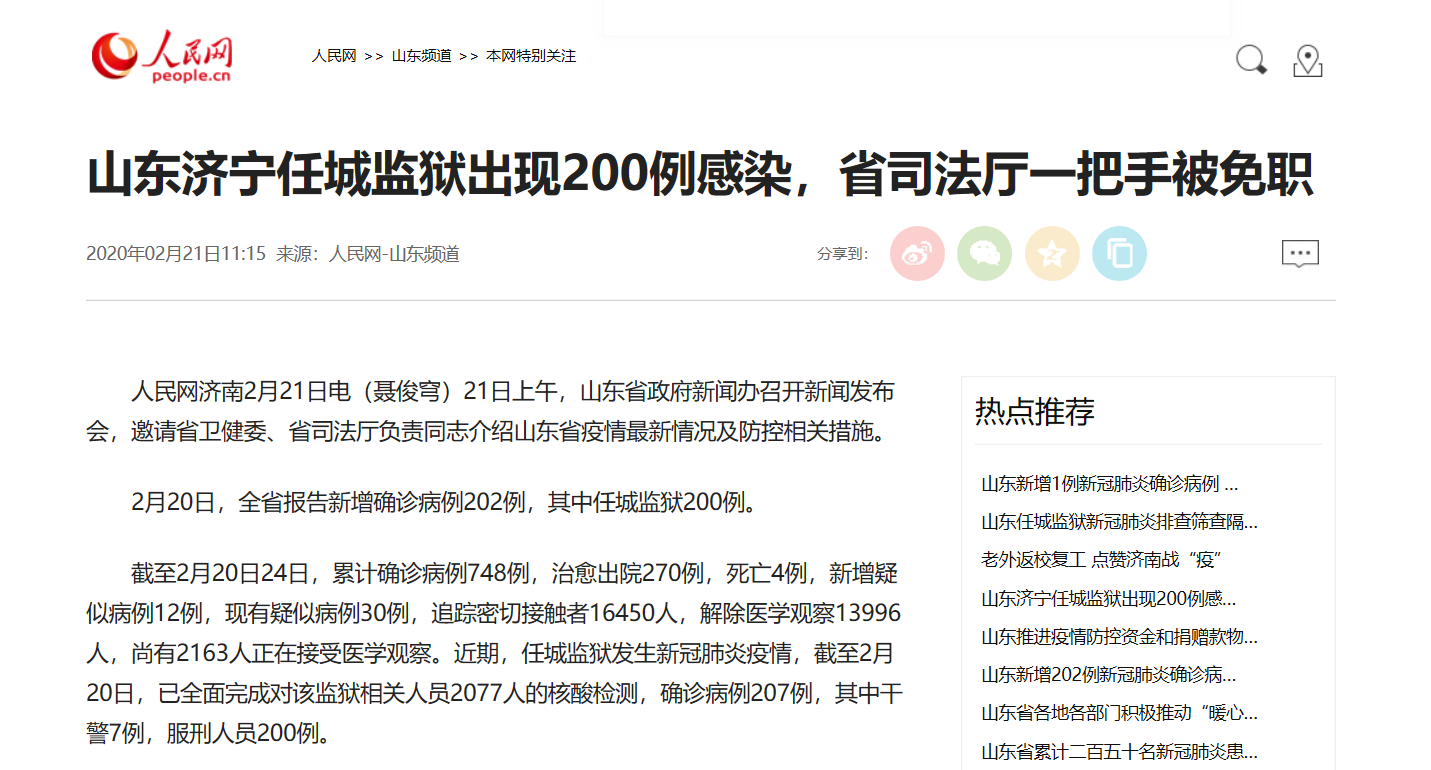 人民网
people.cn
人民网 >> 山东频道 >> 本网特别关注
山东济宁任城监狱出现200例感染，省司法厅一把手被免职
2020年02月21日11:15 来源：人民网-山东频道
分享到：
人民网济南2月21日电（聂俊穹）21日上午，山东省政府新闻办召开新闻发布
会，邀请省卫健委、省司法厅负责同志介绍山东省疫情最新情况及防控相关措施。
2月20日，全省报告新增确诊病例202例，其中任城监狱200例。
截至2月20日24日，累计确诊病例748例，治愈出院270例，死亡4例，新增疑
似病例12例，现有疑似病例30例，追踪密切接触者16450人，解除医学观察13996
人，尚有2163人正在接受医学观察。近期，任城监狱发生新冠肺炎疫情，截至2月
20日，已全面完成对该监狱相关人员2077人的核酸检测，确诊病例207例，其中干
警7例，服刑人员200例。
热点推荐
山东新增1例新冠肺炎确诊病例 ...
山东任城监狱新冠肺炎排查筛查隔...
老外返校复工 点赞济南战“疫”
山东济宁任城监狱出现200例感...
山东推进疫情防控资金和捐赠款物...
山东新增202例新冠肺炎确诊病...
山东省各地各部门积极推动“暖心...
山东省累计二百五十名新冠肺炎患...